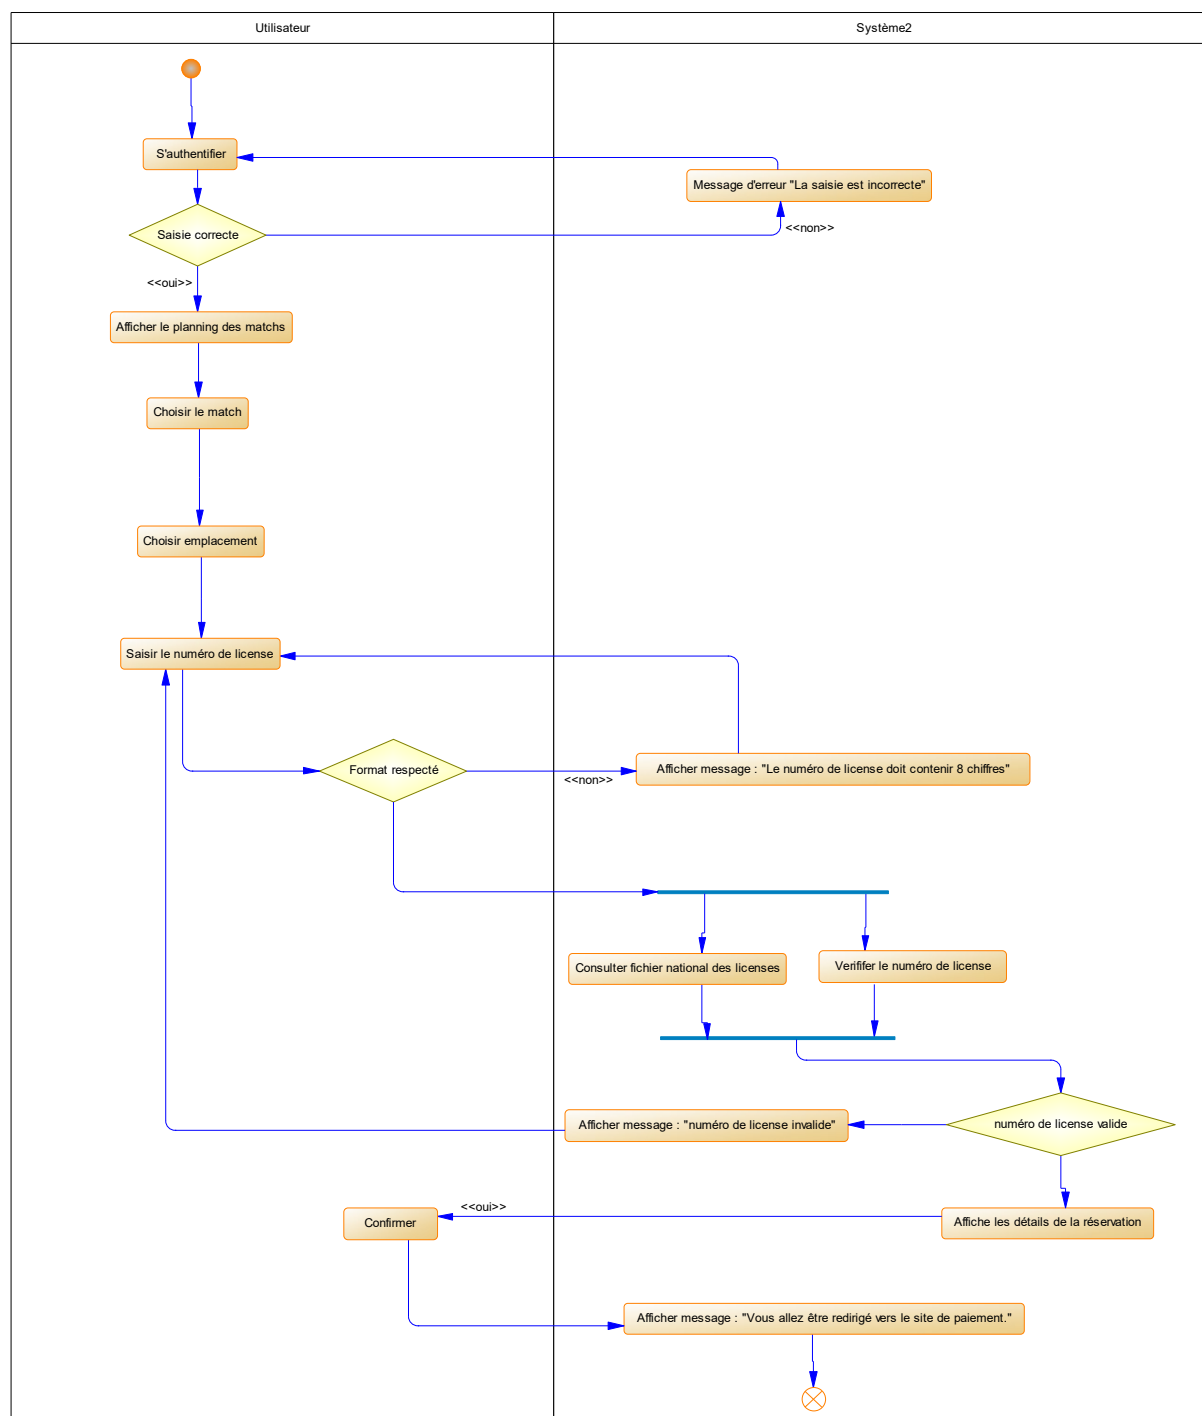 Utilisateur
Système2
S'authentifier
Message d'erreur "La saisie est incorrecte"
Saisie correcte
<<non>>
<<oui>>
Afficher le planning des matchs
Choisir le match
Choisir emplacement
Saisir le numéro de license
Format respecté
<<non>>
Afficher message : "Le numéro de license doit contenir 8 chiffres"
Consulter fichier national des licenses
Verififer le numéro de license
Afficher message : "numéro de license invalide"
numéro de license valide
<<oui>>
Confirmer
Affiche les détails de la réservation
Afficher message : "Vous allez être redirigé vers le site de paiement."